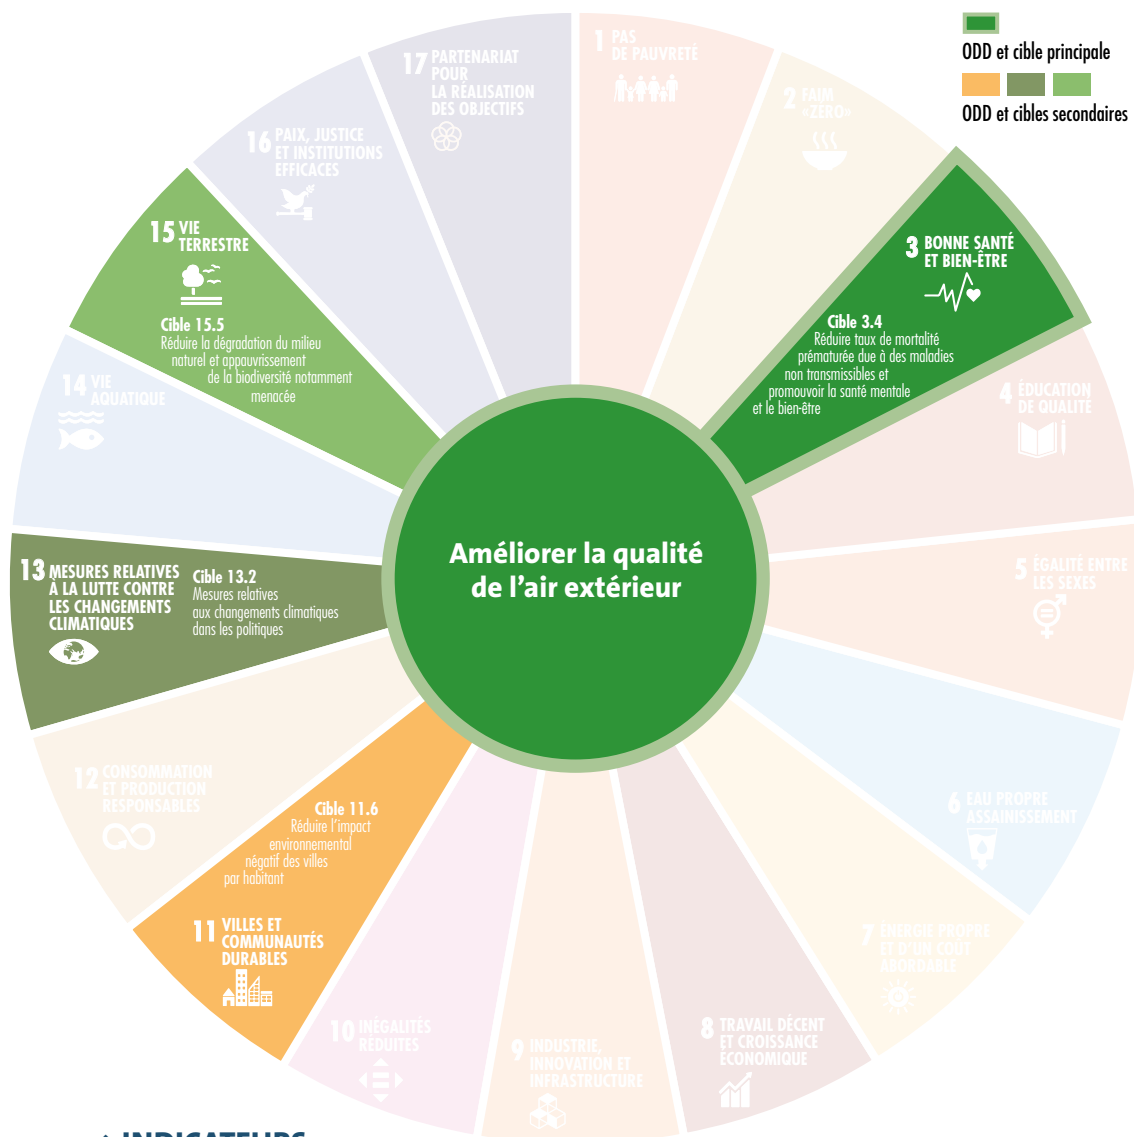 ODD et cible principale
ODD et cibles secondaires
1 PAS
DE PAUVRETÉ
2 FAIM
«ZERO»
3 BONNE SANTÉ
ET BIEN-ÊTRE
Cible 3.4
Réduire taux de mortalité
prématurée due à des maladies
non transmissibles et
promouvoir la santé mentale
et le bien-être
4 ÉDUCATION
DE QUALITÉ
5 ÉGALITÉ ENTRE
LES SEXES
6 EAU PROPRE
ASSAINISSEMENT
7 ENERGIE PROPRE
ET D'UN COÛT
ABORDABLE
8 TRAVAIL DÉCENT
ET CROISSANCE
ECONOMIQUE
9 INDUSTRIE,
INNOVATION ET
INFRASTRUCTURE
10 INÉGALITÉS
RÉDUITES
11 VILLES ET
COMMUNAUTÉS
DURABLES
Cible 11.6
Réduire l'impact
environnemental
négatif des villes
par habitant
12 CONSOMMATION
ET PRODUCTION
RESPONSABLES
13 MESURES RELATIVES
À LA LUTTE CONTRE
LES CHANGEMENTS
CLIMATIQUES
Cible 13.2
Mesures relatives
aux changements climatiques
dans les politiques
14 VIE
AQUATIQUE
15 VIE
TERRESTRE
Cible 15.5
Réduire la dégradation du milieu
naturel et appauvrissement
de la biodiversité notamment
menacée
16 PAIX, JUSTICE
ET INSTITUTIONS
EFFICACES
17 PARTENARIAT
POUR
LA RÉALISATION
DES OBJECTIFS
Améliorer la qualité
de l'air extérieur
INDICATEURS